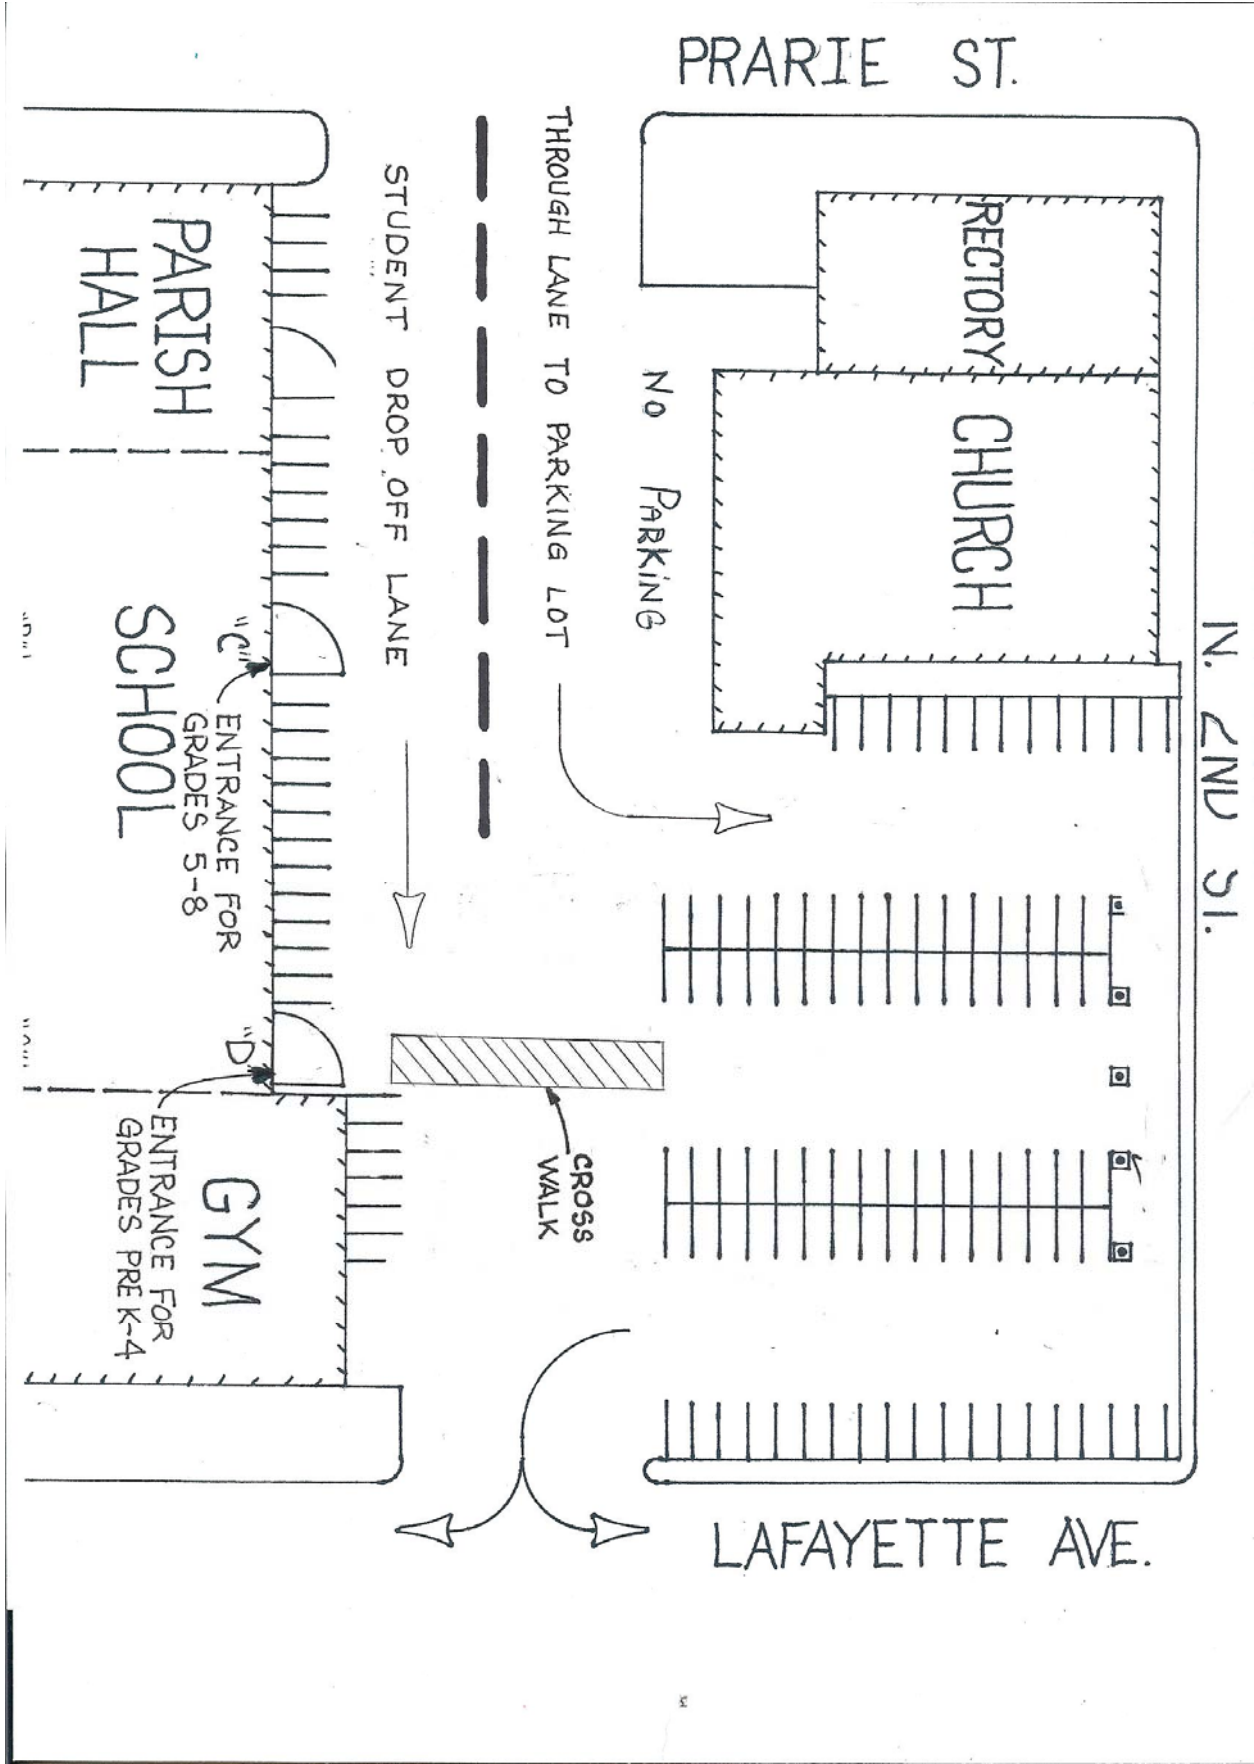 PRARIE ST.
RECTORY
CHURCH
N. 2ND ST.
THROUGH LANE TO PARKING LOT
No PARKING
STUDENT DROP OFF LANE
PARISH
HALL
SCHOOL
"C"
ENTRANCE FOR
GRADES 5-8
"D"
ENTRANCE FOR
GRADES PRE K-4
GYM
CROSS
WALK
LAFAYETTE AVE.